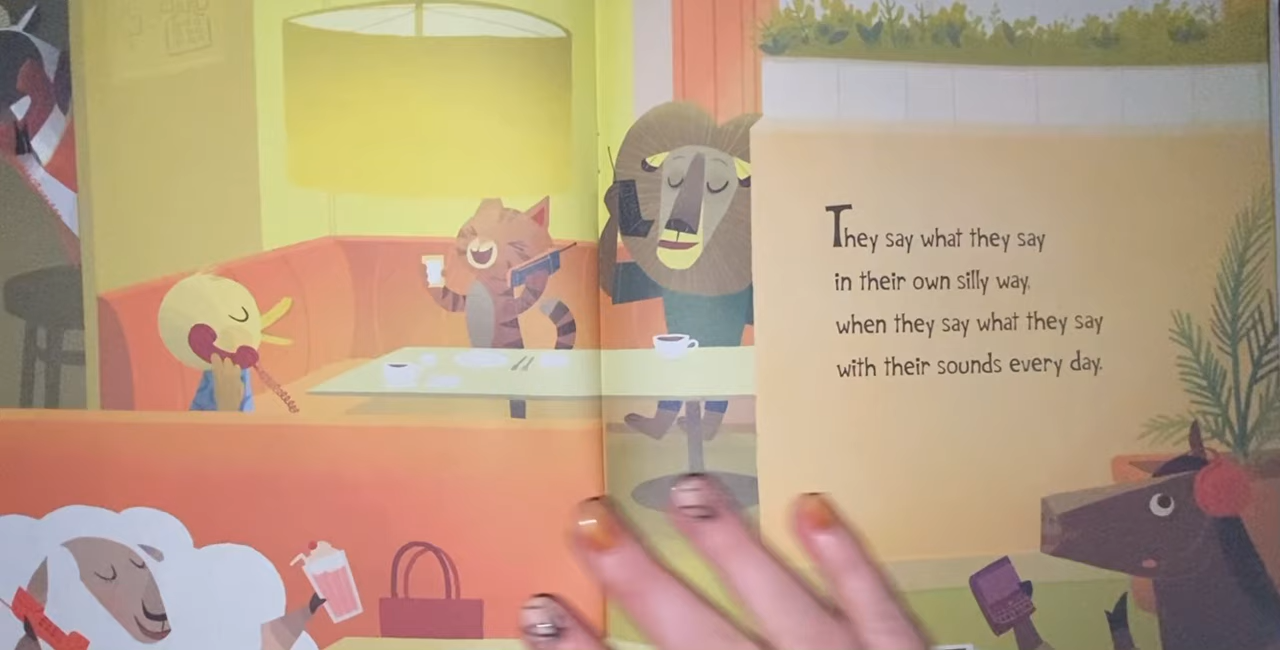 They say what they say
in their own silly way,
when they say what they say
with their sounds every day.